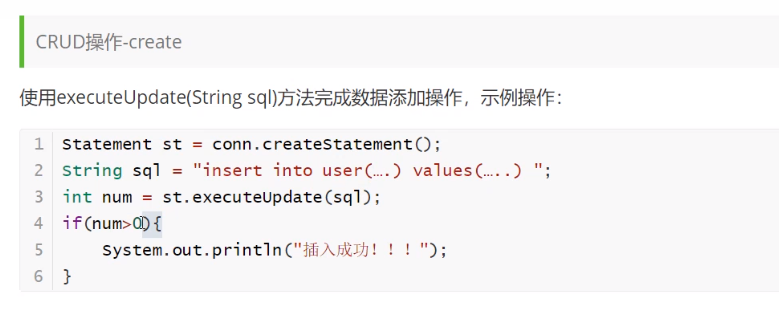 CRUD操作-create
使用executeUpdate(String sql)方法完成数据添加操作，示例操作：
1 Statement st = conn.createStatement();
2 String sql = "insert into user(….) values(…..) ";
3 int num = st.executeUpdate(sql);
4 if(num>0){
5 System.out.println("插入成功！！！");
6 }